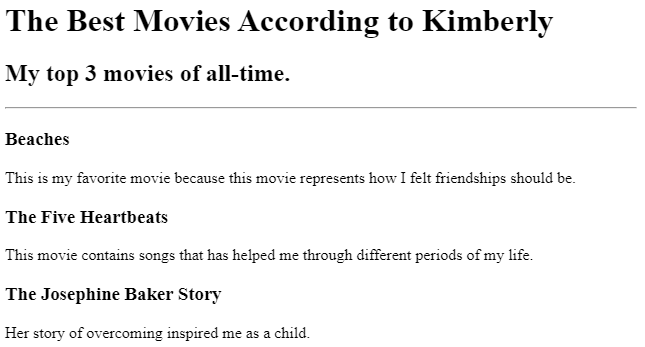 The Best Movies According to Kimberly
My top 3 movies of all-time.
Beaches
This is my favorite movie because this movie represents how I felt friendships should be.
The Five Heartbeats
This movie contains songs that has helped me through different periods of my life.
The Josephine Baker Story
Her story of overcoming inspired me as a child.